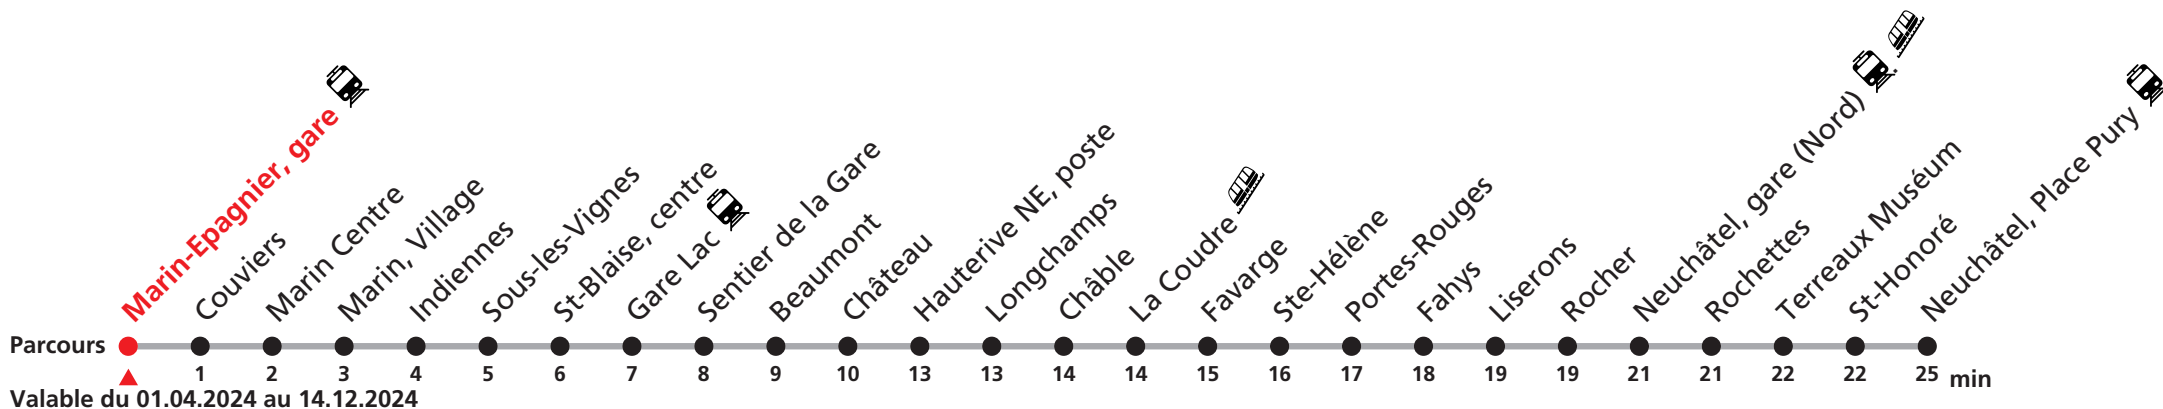 Marin-Epagnier, gare
Couviers
Marin Centre
Marin, Village
Indiennes
Sous-les-Vignes
St-Blaise, centre
Gare Lac
Sentier de la Gare
Beaumont
Château
Hauterive NE, poste
Longchamps
Châble
La Coudre
Favarge
Ste-Hélène
Portes-Rouges
Fahys
Liserons
Rocher
Neuchâtel, gare (Nord)
Rochettes
Terreaux Muséum
St-Honoré
Neuchâtel, Place Pury
Parcours
1 2 3 4 5 6 7 8 9 10 13 13 14 14 15 16 17 18 19 19 21 21 22 22 25 min
Valable du 01.04.2024 au 14.12.2024